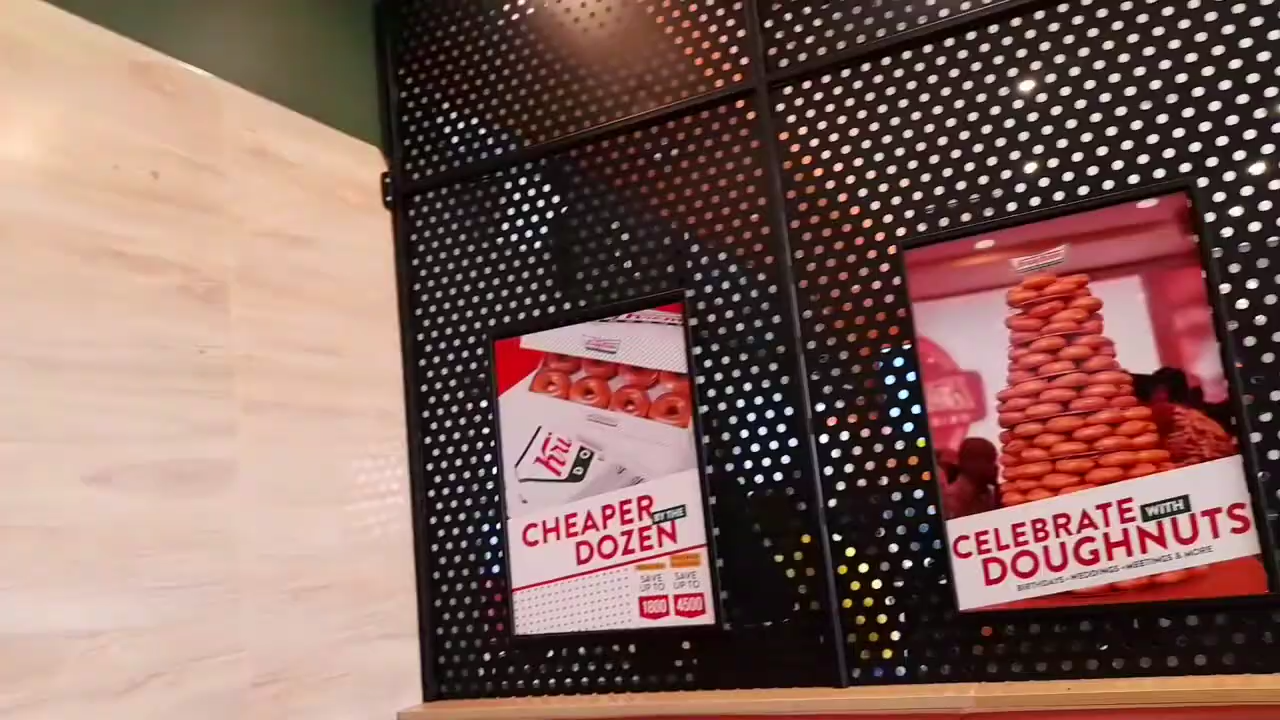 CHEAPER
BY THE
DOZEN
SAVE
UP TO
1800
SAVE
UP TO
4500
CELEBRATE WITH
DOUGHNUTS
BIRTHDAYS • WEDDINGS • MEETINGS & MORE